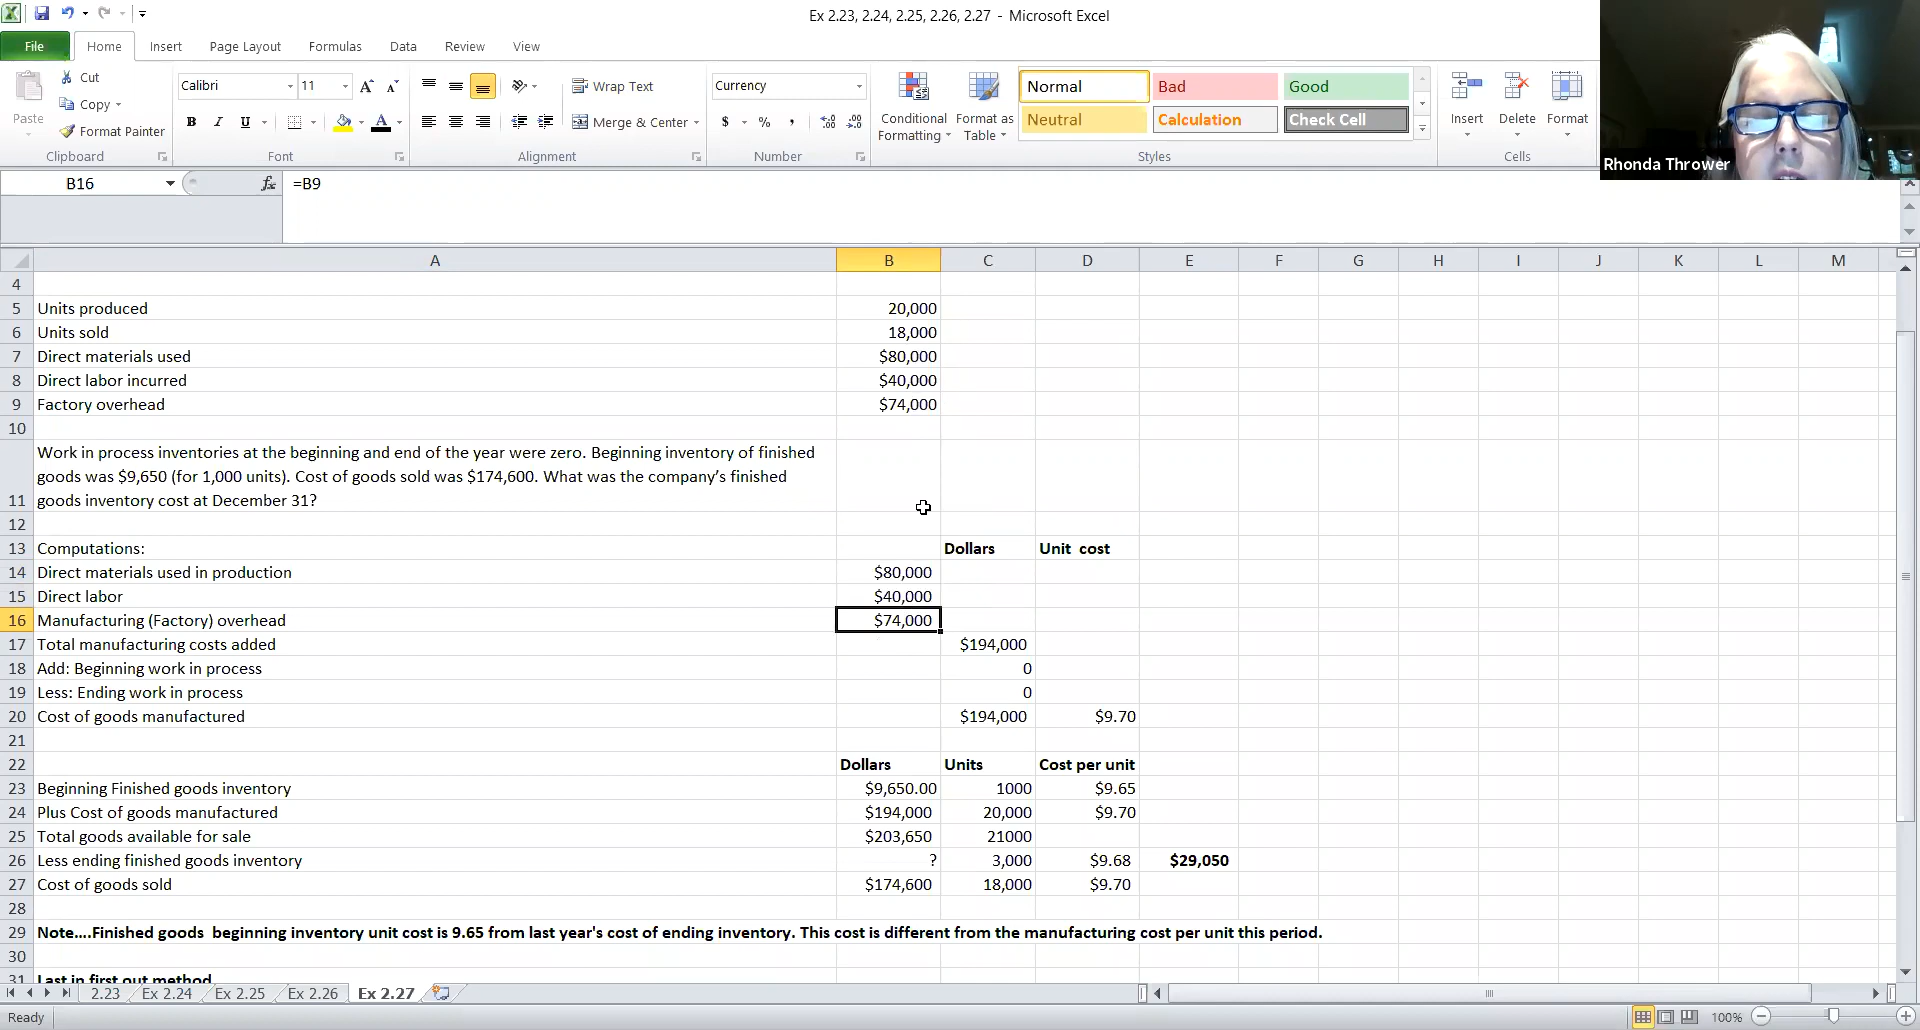 Ex 2.23, 2.24, 2.25, 2.26, 2.27 - Microsoft Excel
File Home Insert Page Layout Formulas Data Review View
Paste
Cut
Copy
Format Painter
Clipboard
Calibri 11 A A
B I U A
Font
Wrap Text
Merge & Center
Alignment
Currency
$ % ,
Number
Conditional Formatting
Format as Table
Normal Bad Good
Neutral Calculation Check Cell
Styles
Insert Delete Format
Cells
Rhonda Thrower
B16 fx =B9
A B C D E F G H I J K L M
4
5 Units produced 20,000
6 Units sold 18,000
7 Direct materials used $80,000
8 Direct labor incurred $40,000
9 Factory overhead $74,000
10
Work in process inventories at the beginning and end of the year were zero. Beginning inventory of finished
goods was $9,650 (for 1,000 units). Cost of goods sold was $174,600. What was the company’s finished
11 goods inventory cost at December 31?
12
13 Computations: Dollars Unit cost
14 Direct materials used in production $80,000
15 Direct labor $40,000
16 Manufacturing (Factory) overhead $74,000
17 Total manufacturing costs added $194,000
18 Add: Beginning work in process 0
19 Less: Ending work in process 0
20 Cost of goods manufactured $194,000 $9.70
21
22 Dollars Units Cost per unit
23 Beginning Finished goods inventory $9,650.00 1000 $9.65
24 Plus Cost of goods manufactured $194,000 20,000 $9.70
25 Total goods available for sale $203,650 21000
26 Less ending finished goods inventory ? 3,000 $9.68 $29,050
27 Cost of goods sold $174,600 18,000 $9.70
28
29 Note....Finished goods beginning inventory unit cost is 9.65 from last year's cost of ending inventory. This cost is different from the manufacturing cost per unit this period.
30
31 Last in first out method
2.23 Ex 2.24 Ex 2.25 Ex 2.26 Ex 2.27
Ready 100%